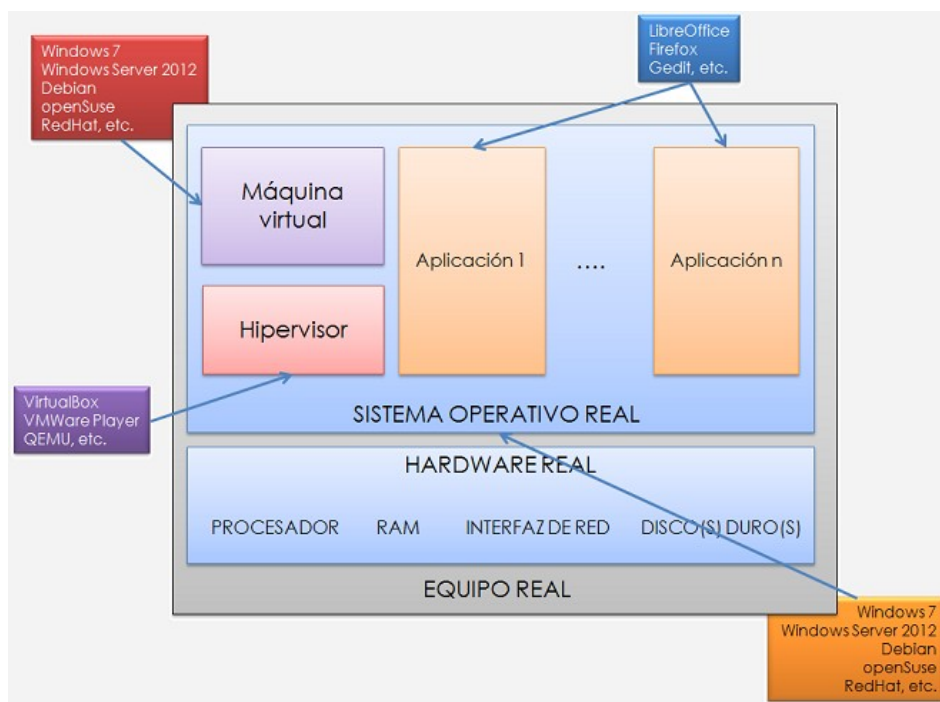 Windows 7
Windows Server 2012
Debian
openSuse
RedHat, etc.
LibreOffice
Firefox
Gedit, etc.
Máquina
virtual
Aplicación 1
....
Aplicación n
Hipervisor
VirtualBox
VMWare Player
QEMU, etc.
SISTEMA OPERATIVO REAL
HARDWARE REAL
PROCESADOR RAM INTERFAZ DE RED DISCO(S) DURO(S)
EQUIPO REAL
Windows 7
Windows Server 2012
Debian
openSuse
RedHat, etc.